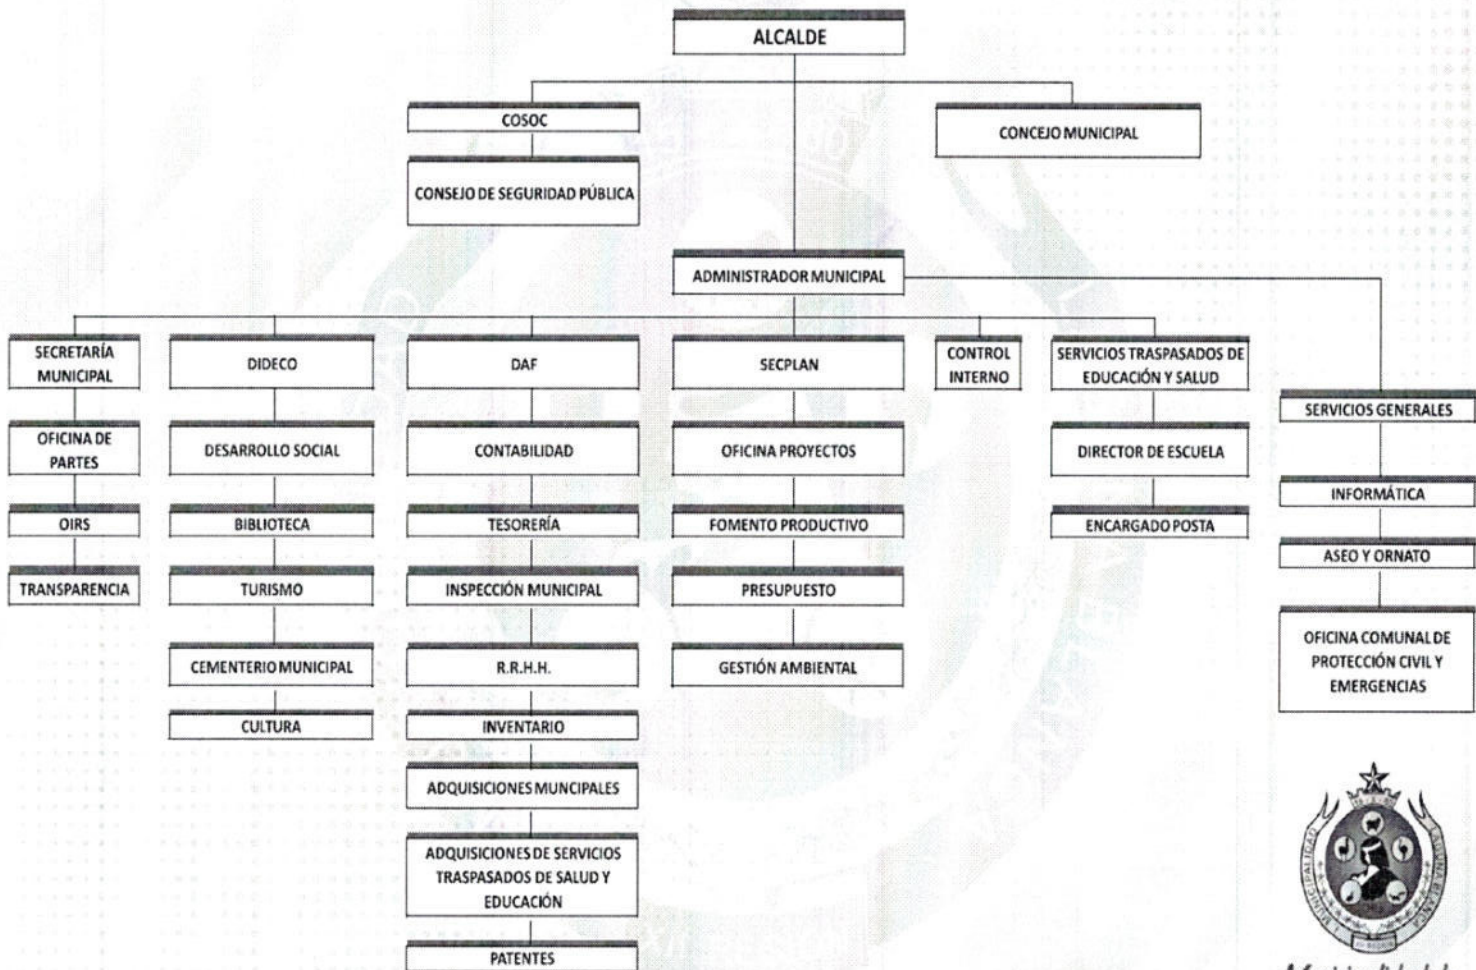 ALCALDE
COSOC
CONCEJO MUNICIPAL
CONSEJO DE SEGURIDAD PÚBLICA
ADMINISTRADOR MUNICIPAL
SECRETARÍA
MUNICIPAL
DIDECO
DAF
SECPLAN
CONTROL
INTERNO
SERVICIOS TRASPASADOS DE
EDUCACIÓN Y SALUD
SERVICIOS GENERALES
OFICINA DE
PARTES
DESARROLLO SOCIAL
CONTABILIDAD
OFICINA PROYECTOS
DIRECTOR DE ESCUELA
INFORMÁTICA
OIRS
BIBLIOTECA
TESORERÍA
FOMENTO PRODUCTIVO
ENCARGADO POSTA
ASEO Y ORNATO
TRANSPARENCIA
TURISMO
INSPECCIÓN MUNICIPAL
PRESUPUESTO
OFICINA COMUNAL DE
PROTECCIÓN CIVIL Y
EMERGENCIAS
CEMENTERIO MUNICIPAL
R.R.H.H.
GESTIÓN AMBIENTAL
CULTURA
INVENTARIO
ADQUISICIONES MUNCIPALES
ADQUISICIONES DE SERVICIOS
TRASPASADOS DE SALUD Y
EDUCACIÓN
PATENTES
I. MUNICIPALIDAD
LAGUNA BLANCA